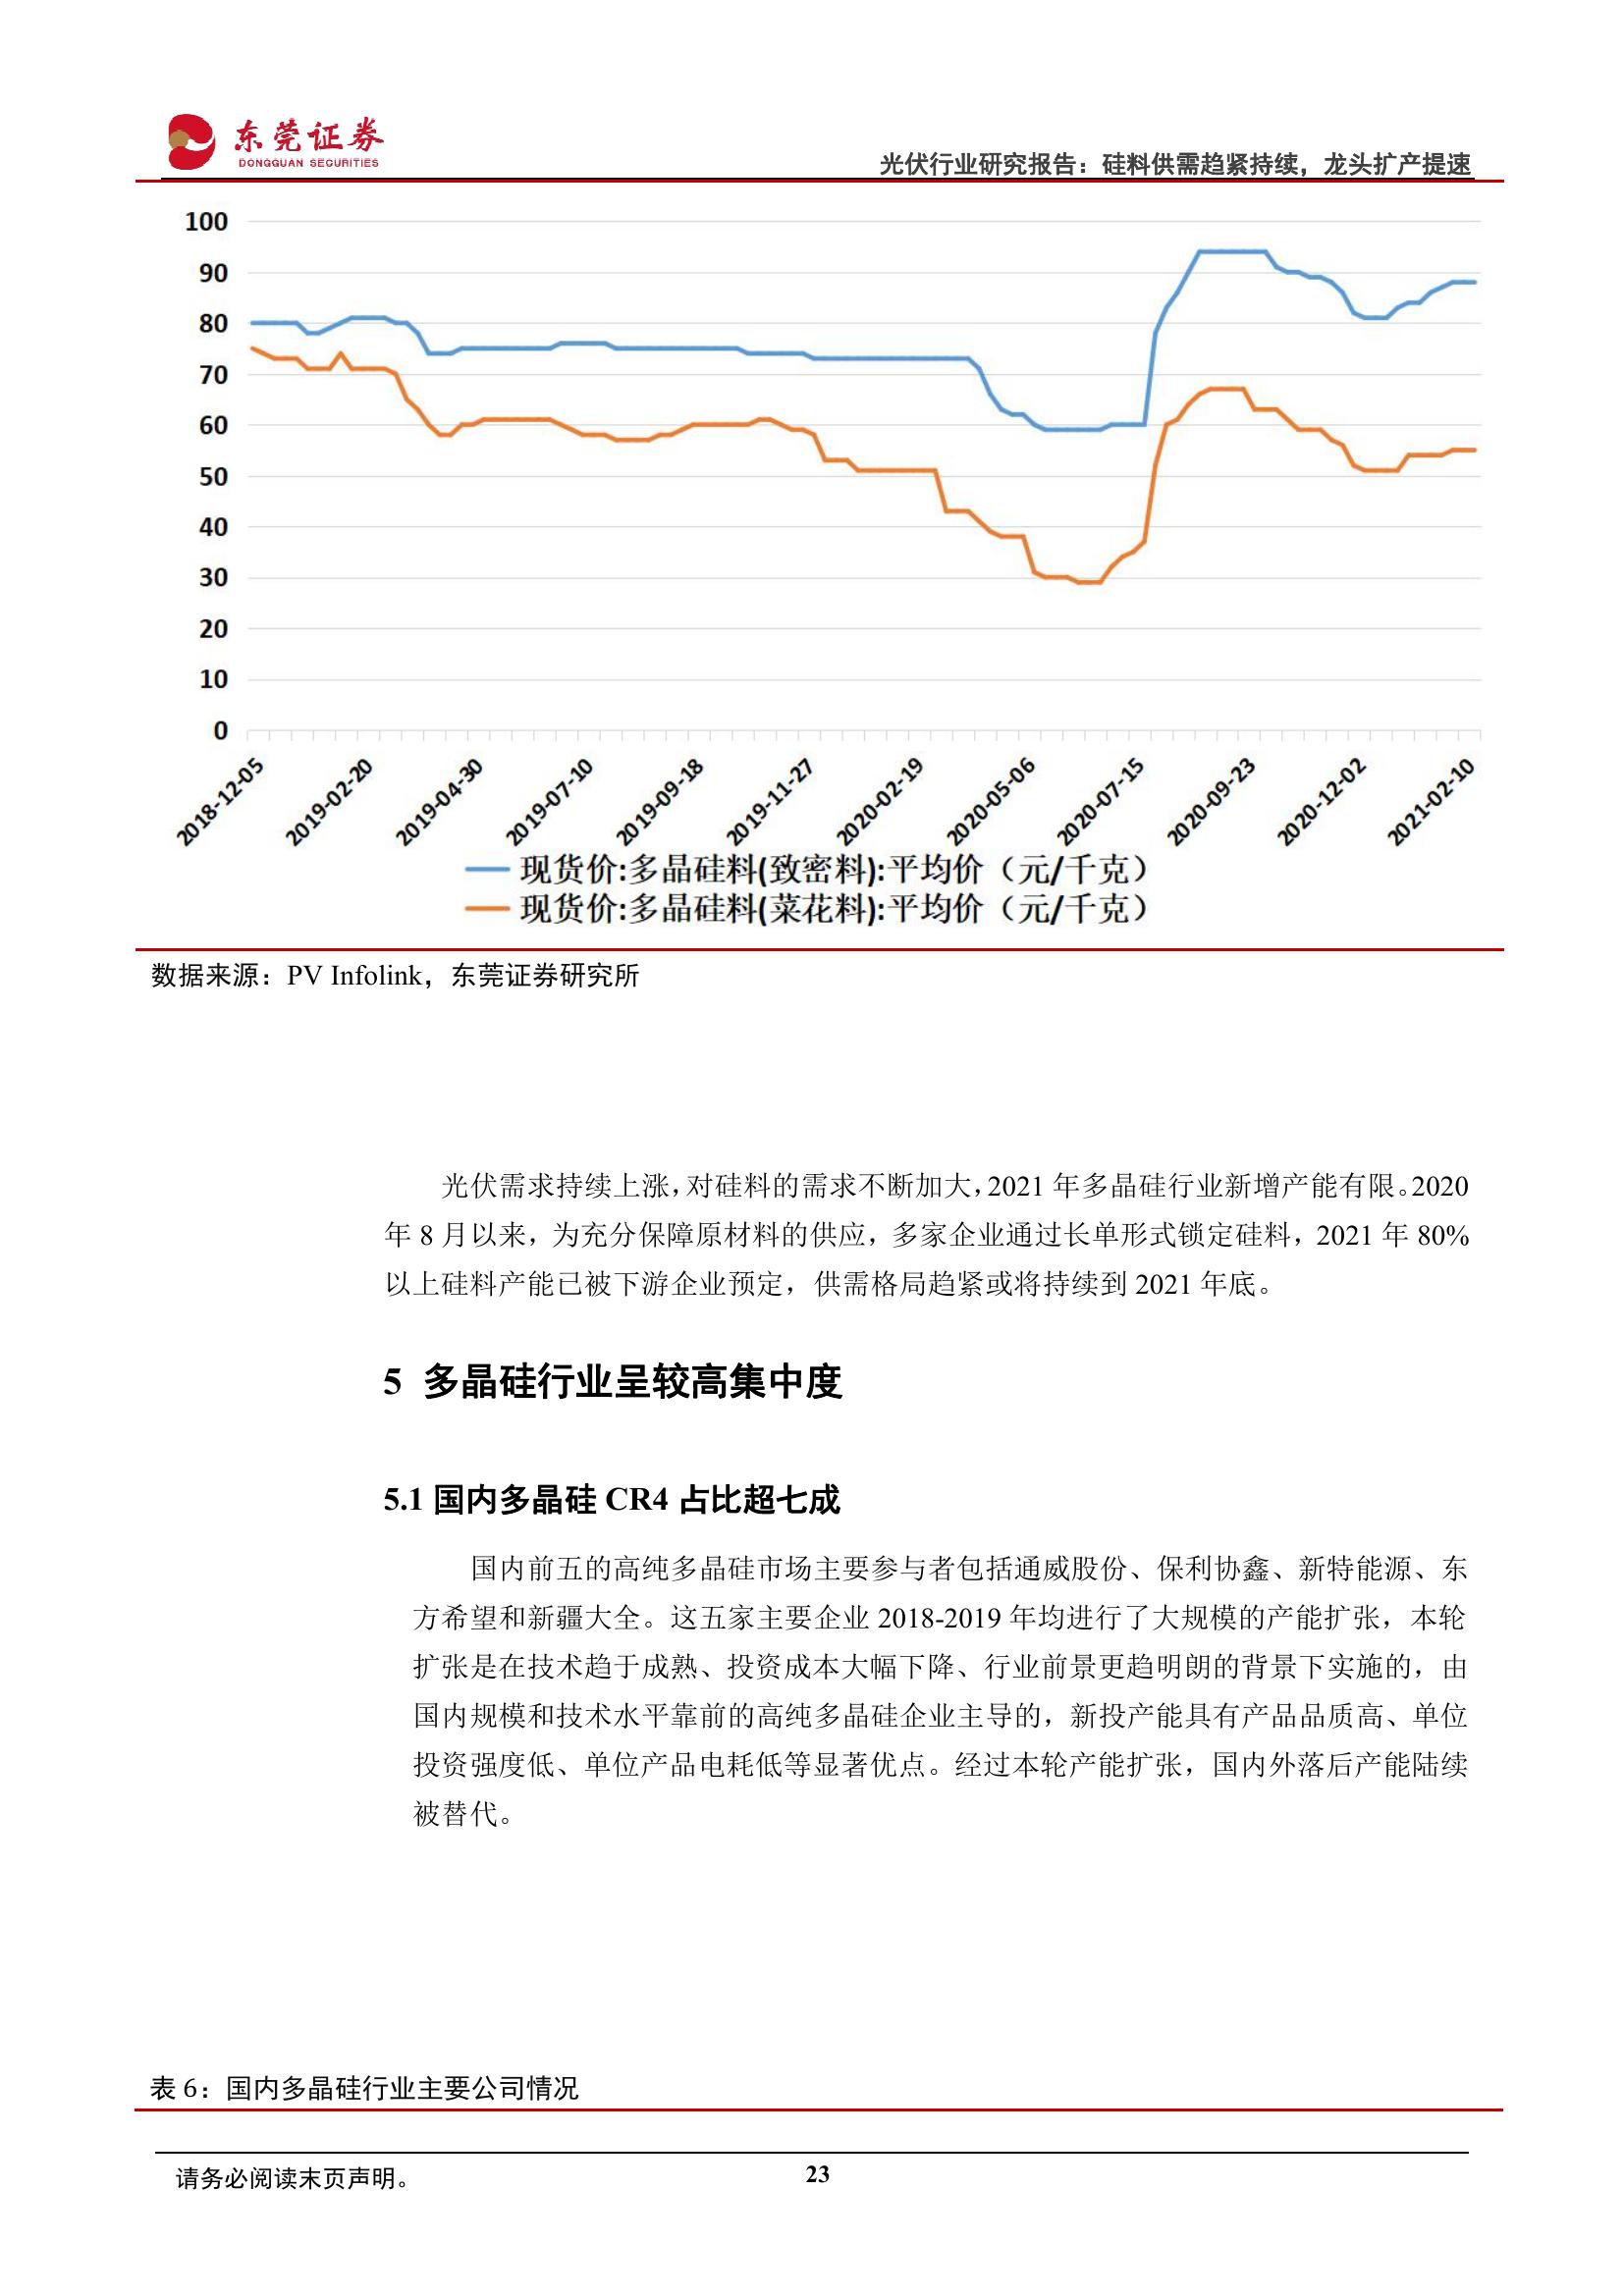 东莞证券
DONGGUAN SECURITIES
光伏行业研究报告：硅料供需趋紧持续，龙头扩产提速
100
90
80
70
60
50
40
30
20
10
0
2018-12-05
2019-02-20
2019-04-30
2019-07-10
2019-09-18
2019-11-27
2020-02-19
2020-05-06
2020-07-15
2020-09-23
2020-12-02
2021-02-10
现货价:多晶硅料(致密料):平均价（元/千克）
现货价:多晶硅料(菜花料):平均价（元/千克）
数据来源：PV Infolink，东莞证券研究所
光伏需求持续上涨，对硅料的需求不断加大，2021 年多晶硅行业新增产能有限。2020
年 8 月以来，为充分保障原材料的供应，多家企业通过长单形式锁定硅料，2021 年 80%
以上硅料产能已被下游企业预定，供需格局趋紧或将持续到 2021 年底。
5 多晶硅行业呈较高集中度
5.1 国内多晶硅 CR4 占比超七成
国内前五的高纯多晶硅市场主要参与者包括通威股份、保利协鑫、新特能源、东
方希望和新疆大全。这五家主要企业 2018-2019 年均进行了大规模的产能扩张，本轮
扩张是在技术趋于成熟、投资成本大幅下降、行业前景更趋明朗的背景下实施的，由
国内规模和技术水平靠前的高纯多晶硅企业主导的，新投产能具有产品品质高、单位
投资强度低、单位产品电耗低等显著优点。经过本轮产能扩张，国内外落后产能陆续
被替代。
表 6：国内多晶硅行业主要公司情况
请务必阅读末页声明。
23